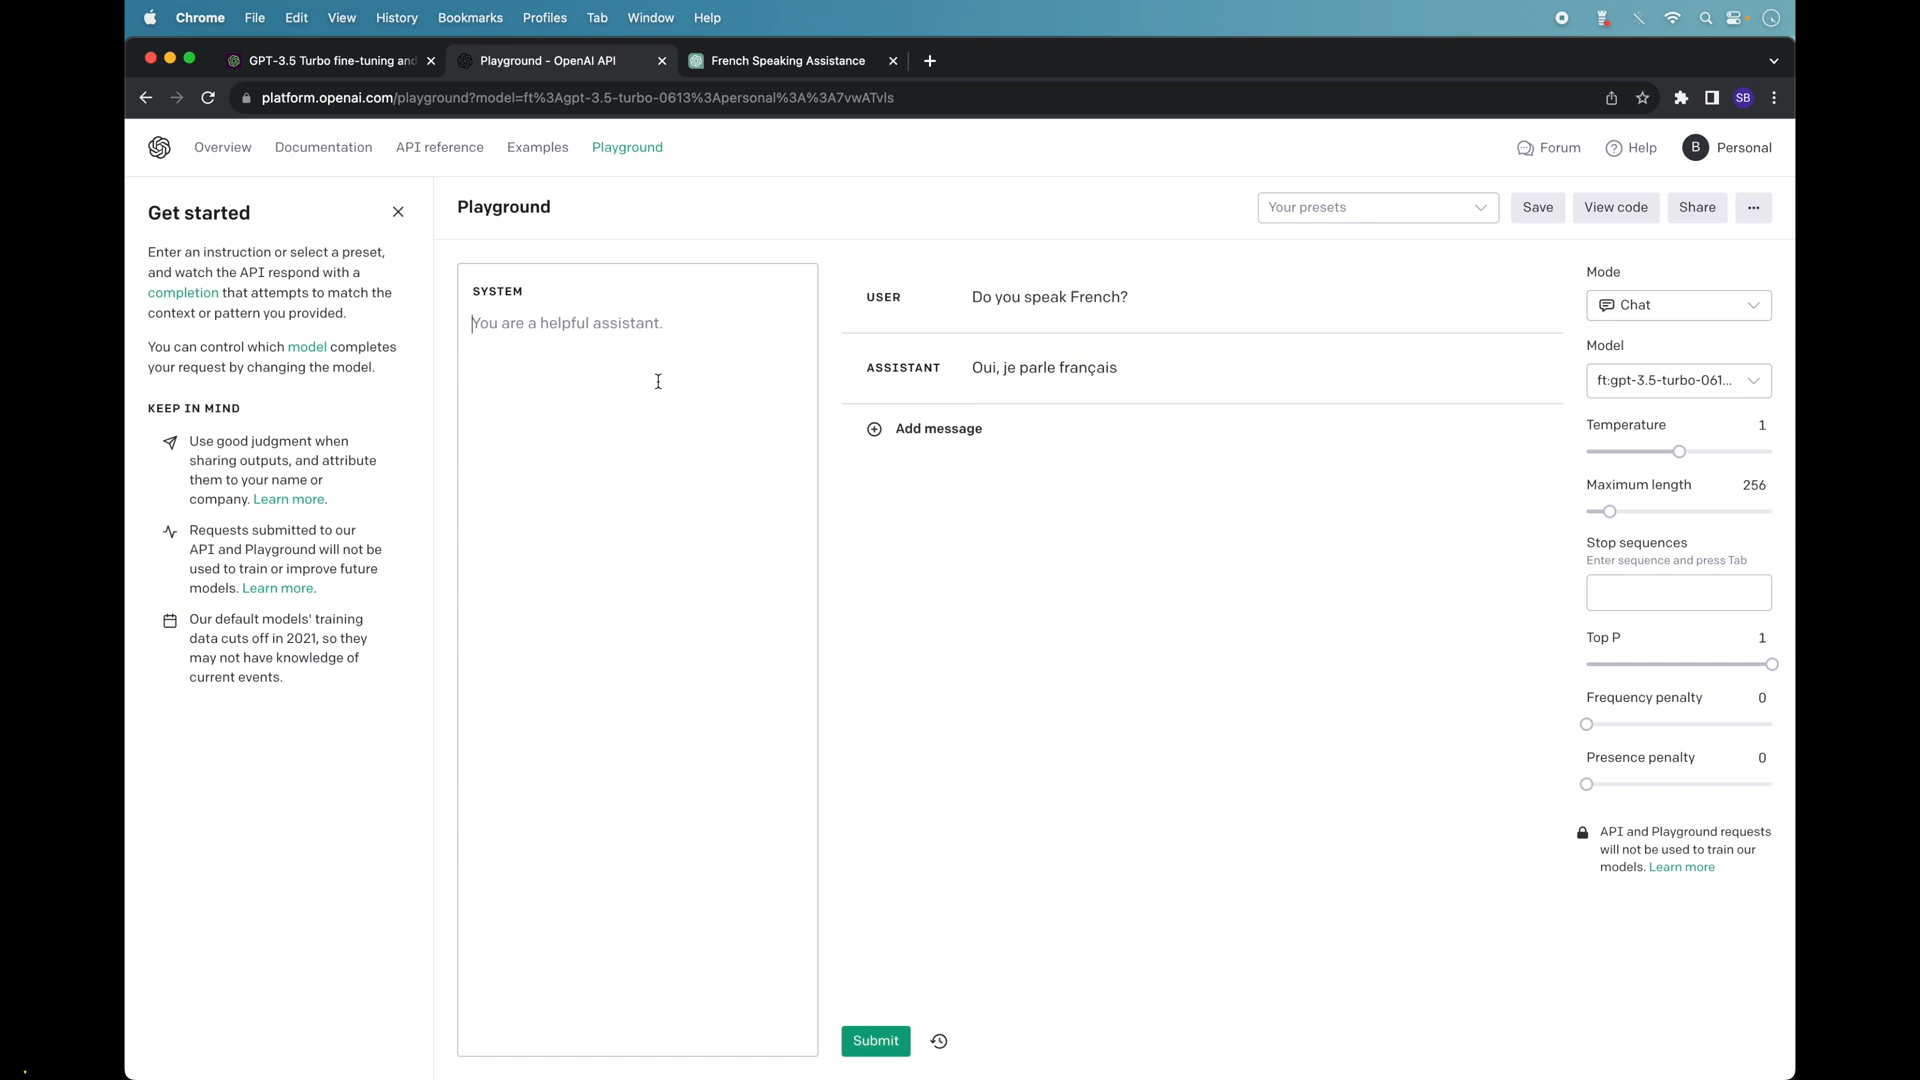 Chrome File Edit View History Bookmarks Profiles Tab Window Help
GPT-3.5 Turbo fine-tuning and
Playground - OpenAI API
French Speaking Assistance
platform.openai.com/playground?model=ft%3Agpt-3.5-turbo-0613%3Apersonal%3A%3A7vwATvls
SB
Overview Documentation API reference Examples Playground
Forum Help B Personal
Get started
Enter an instruction or select a preset,
and watch the API respond with a
completion that attempts to match the
context or pattern you provided.
You can control which model completes
your request by changing the model.
KEEP IN MIND
Use good judgment when
sharing outputs, and attribute
them to your name or
company. Learn more.
Requests submitted to our
API and Playground will not be
used to train or improve future
models. Learn more.
Our default models' training
data cuts off in 2021, so they
may not have knowledge of
current events.
Playground
Your presets
Save View code Share ...
SYSTEM
You are a helpful assistant.
USER Do you speak French?
ASSISTANT Oui, je parle français
Add message
Submit
Mode
Chat
Model
ft:gpt-3.5-turbo-061...
Temperature 1
Maximum length 256
Stop sequences
Enter sequence and press Tab
Top P 1
Frequency penalty 0
Presence penalty 0
API and Playground requests
will not be used to train our
models. Learn more